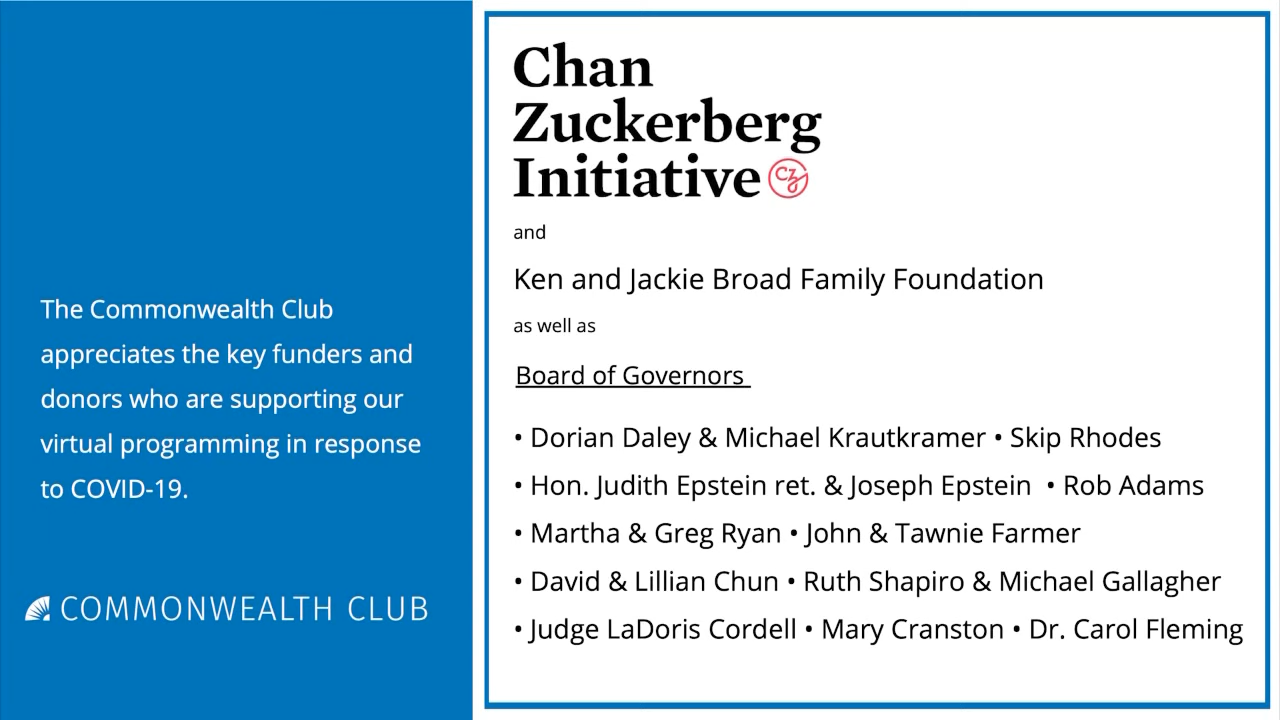 The Commonwealth Club
appreciates the key funders and
donors who are supporting our
virtual programming in response
to COVID-19.
COMMONWEALTH CLUB
Chan
Zuckerberg
Initiative CZI
and
Ken and Jackie Broad Family Foundation
as well as
Board of Governors
• Dorian Daley & Michael Krautkramer • Skip Rhodes
• Hon. Judith Epstein ret. & Joseph Epstein • Rob Adams
• Martha & Greg Ryan • John & Tawnie Farmer
• David & Lillian Chun • Ruth Shapiro & Michael Gallagher
• Judge LaDoris Cordell • Mary Cranston • Dr. Carol Fleming